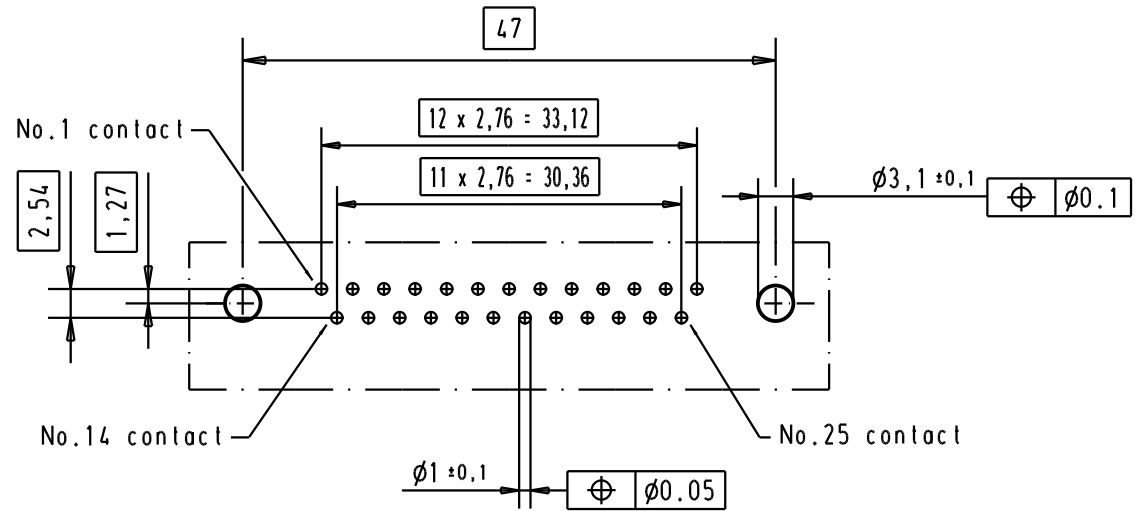 47
12 x 2,76 = 33,12
No.1 contact
11 x 2,76 = 30,36
2,54
1,27
Ø3,1 ±0,1
⌖ Ø0.1
No.14 contact
No.25 contact
Ø1 ±0,1
⌖ Ø0.05